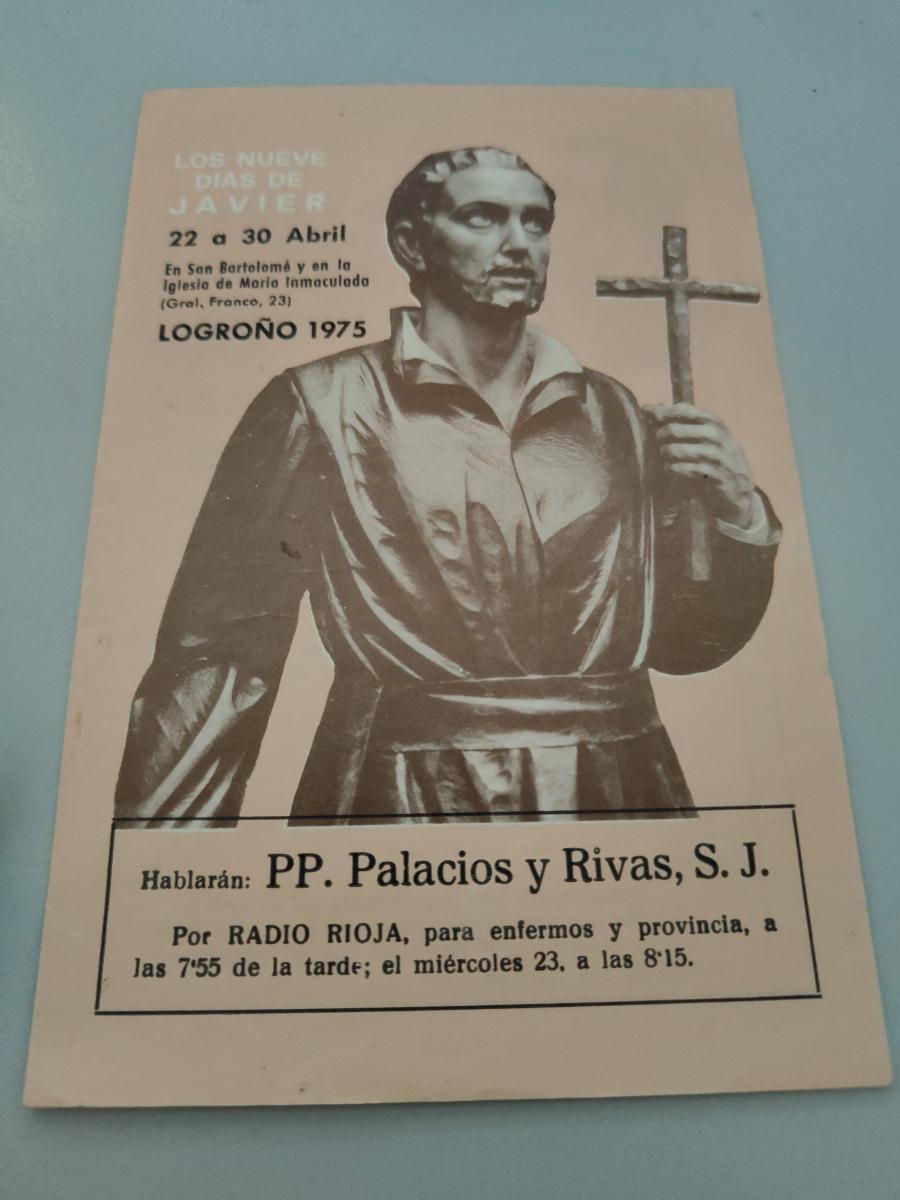 LOS NUEVE
DIAS DE
JAVIER
22 a 30 Abril
En San Bartolomé y en la
Iglesia de María Inmaculada
(Gral. Franco, 23)
LOGROÑO 1975
Hablarán: PP. Palacios y Rivas, S. J.
Por RADIO RIOJA, para enfermos y provincia, a
las 7'55 de la tarde; el miércoles 23, a las 8'15.